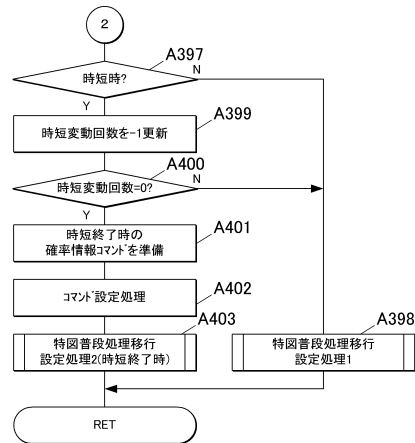 2
A397
時短時?
N
Y
A399
時短変動回数を-1更新
A400
時短変動回数=0?
N
Y
A401
時短終了時の
確率情報コマンドを準備
A402
コマンド設定処理
A403
特図普段処理移行
設定処理2(時短終了時)
A398
特図普段処理移行
設定処理1
RET